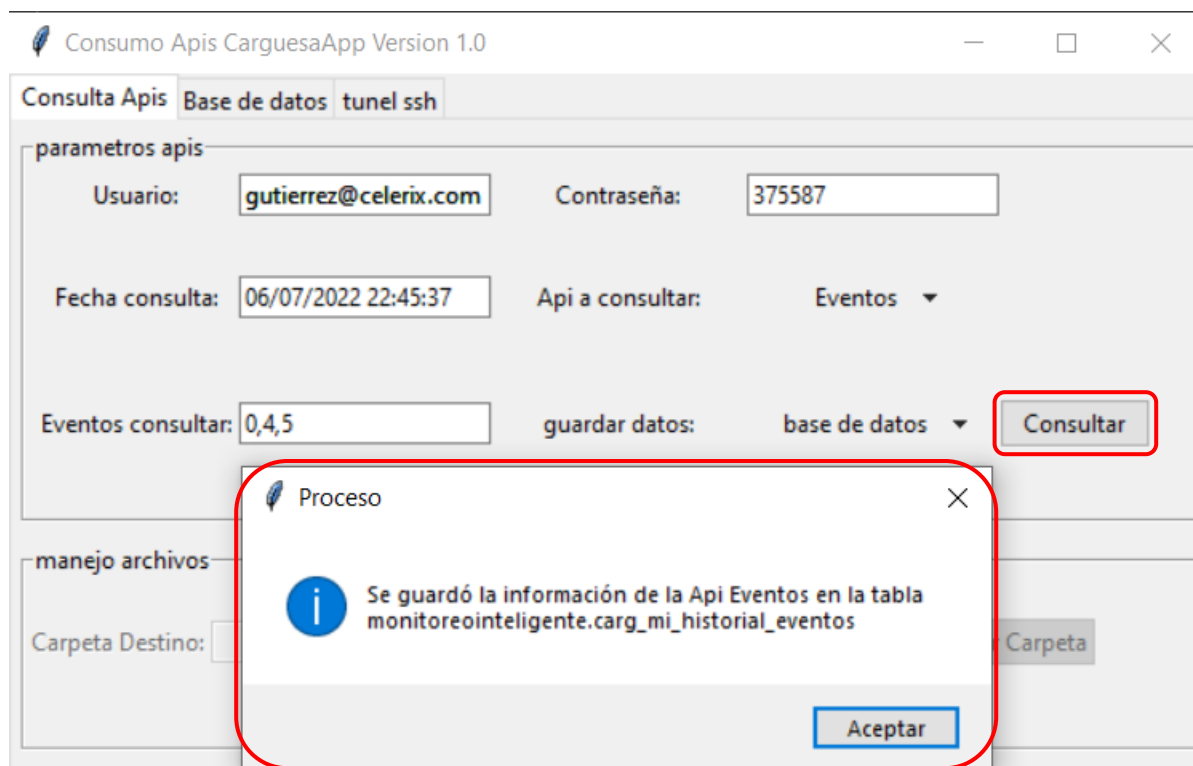 Consumo Apis CarguesaApp Version 1.0
Consulta Apis Base de datos tunel ssh
parametros apis
Usuario: gutierrez@celerix.com Contraseña: 375587
Fecha consulta: 06/07/2022 22:45:37 Api a consultar: Eventos
Eventos consultar: 0,4,5 guardar datos: base de datos Consultar
Proceso
manejo archivos
Se guardó la información de la Api Eventos en la tabla
monitoreointeligente.carg_mi_historial_eventos
Carpeta Destino: Carpeta
Aceptar